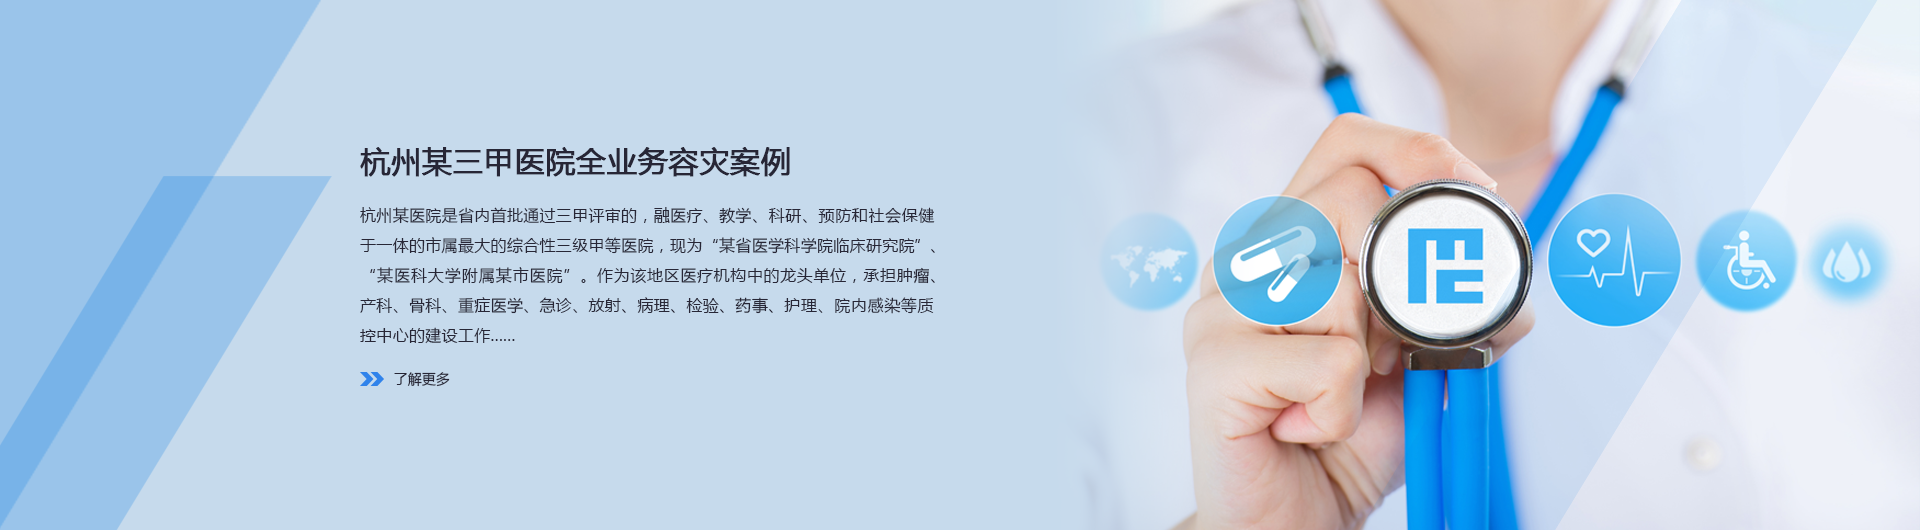 杭州某三甲医院全业务容灾案例
杭州某医院是省内首批通过三甲评审的，融医疗、教学、科研、预防和社会保健
于一体的市属最大的综合性三级甲等医院，现为“某省医学科学院临床研究院”、
“某医科大学附属某市医院”。作为该地区医疗机构中的龙头单位，承担肿瘤、
产科、骨科、重症医学、急诊、放射、病理、检验、药事、护理、院内感染等质
控中心的建设工作……
了解更多